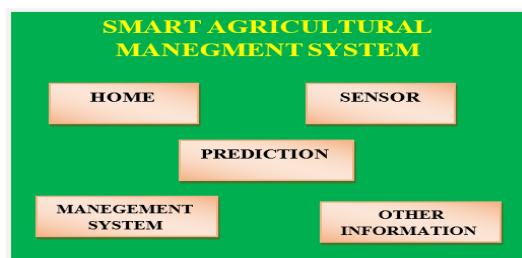 SMART AGRICULTURAL
MANEGMENT SYSTEM
HOME
SENSOR
PREDICTION
MANEGEMENT
SYSTEM
OTHER
INFORMATION